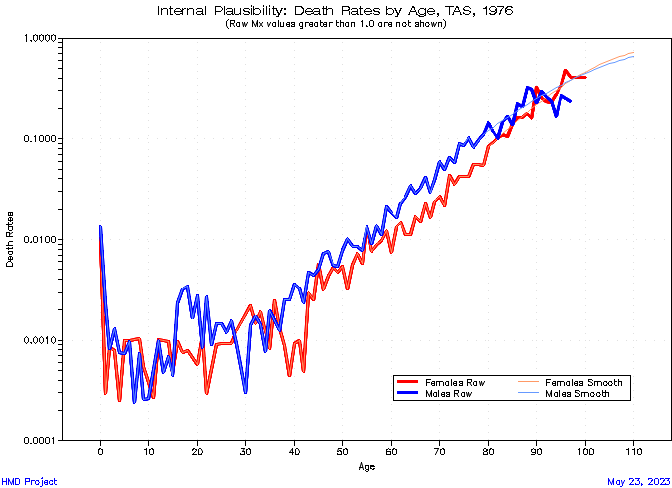 Internal Plausibility: Death Rates by Age, TAS, 1976
(Raw Mx values greater than 1.0 are not shown)
1.0000
0.1000
0.0100
0.0010
0.0001
Death Rates
0 10 20 30 40 50 60 70 80 90 100 110
Age
Females Raw Females Smooth
Males Raw Males Smooth
HMD Project May 23, 2023